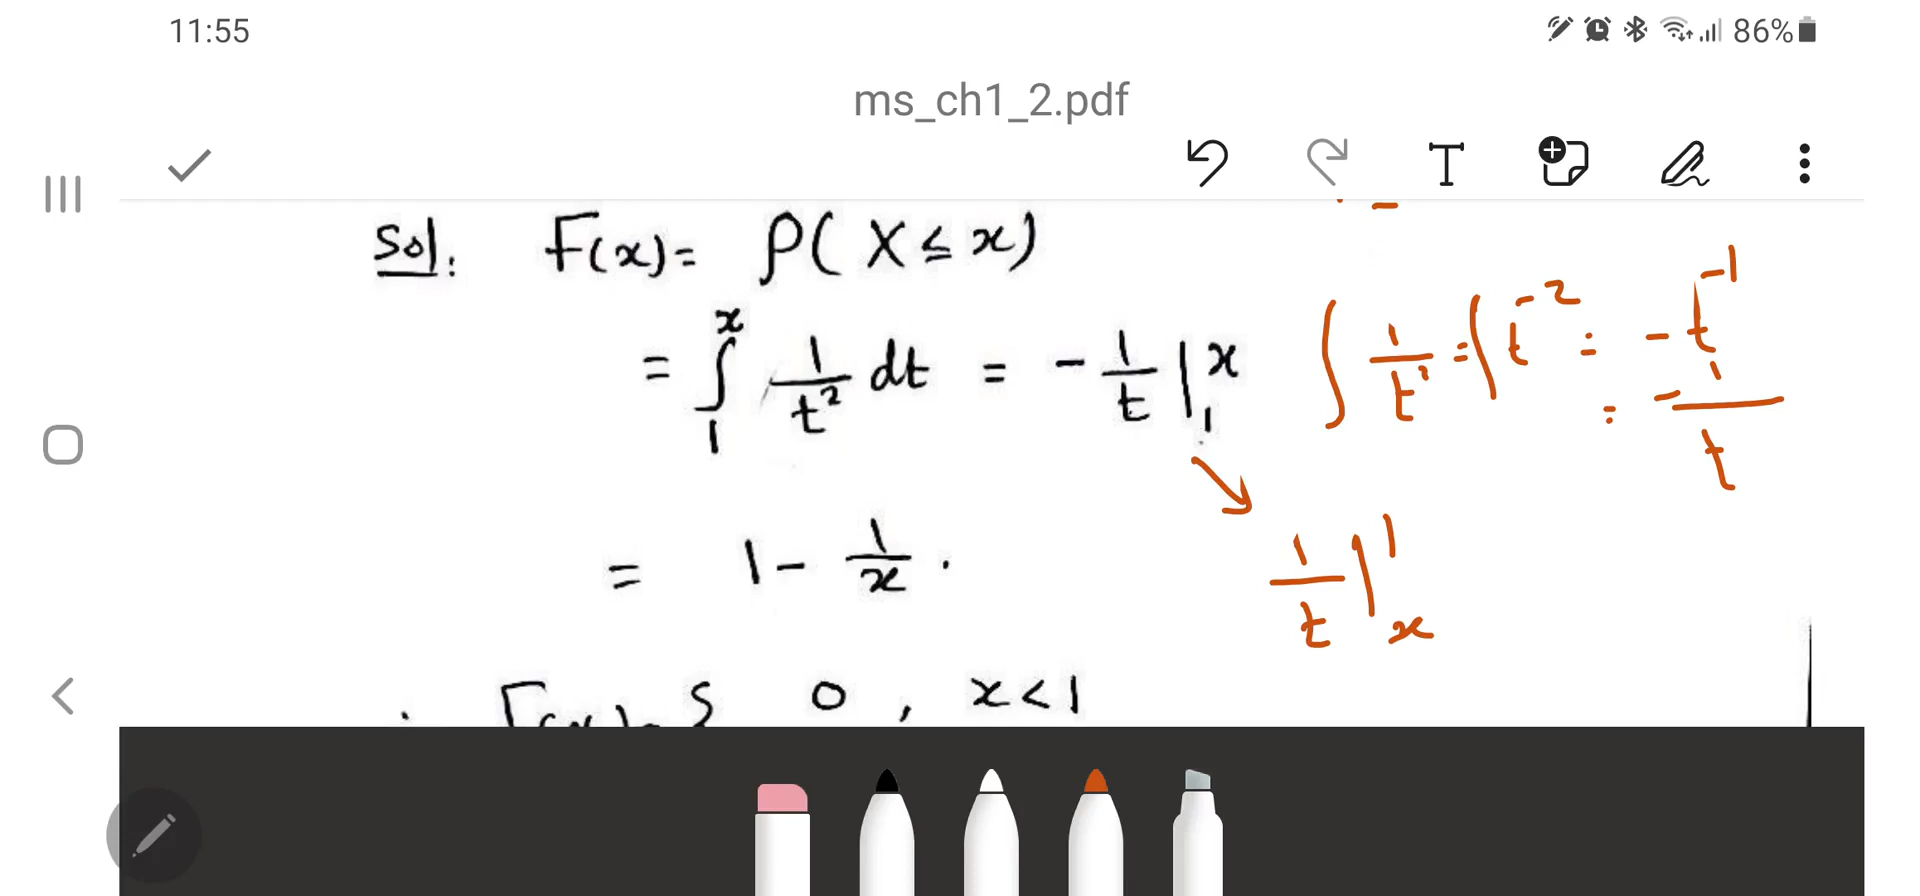 11:55
86%
ms_ch1_2.pdf
T
Sol. F(x) = P(X ≤ x)
= ∫₁ˣ 1/t² dt = -1/t |₁ˣ
∫ 1/t² = ∫ t⁻² = -t⁻¹
= -1/t
= 1 - 1/x .
1/t |ₓ¹
0 , x < 1